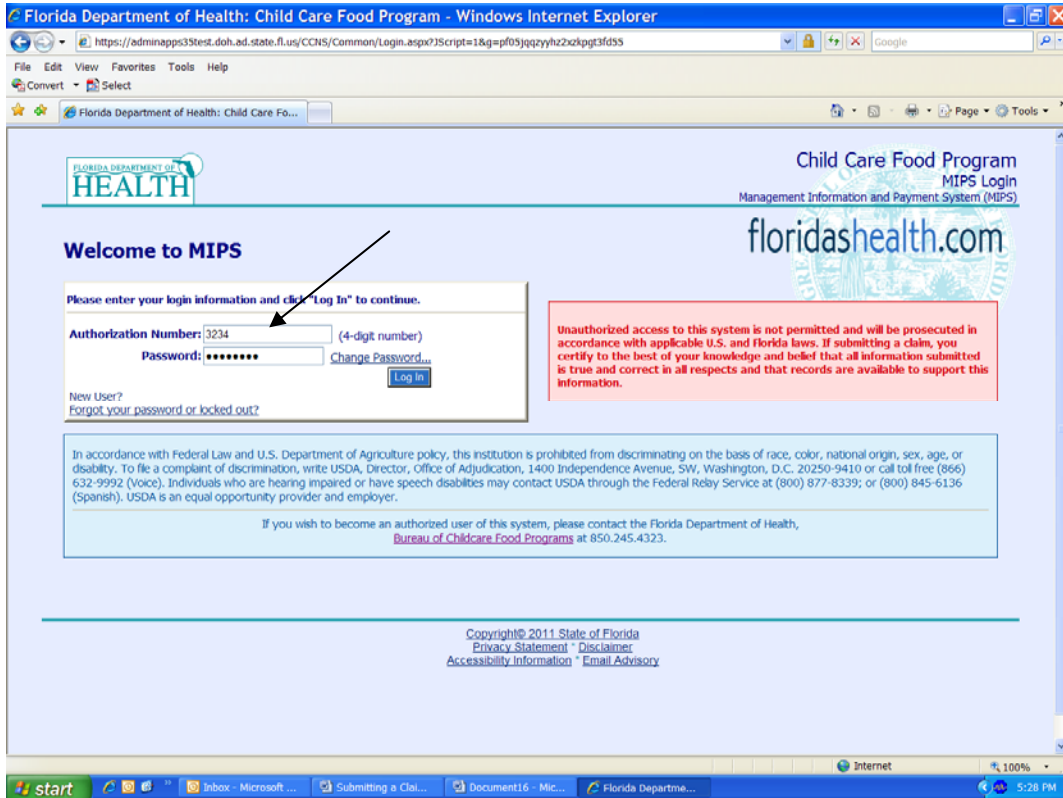 Florida Department of Health: Child Care Food Program - Windows Internet Explorer
https://adminapps35test.doh.ad.state.fl.us/CCNS/Common/Login.aspx?JScript=1&g=pf05jqqzyyhz2xzkpgt3fd55
Google
File Edit View Favorites Tools Help
Convert Select
Florida Department of Health: Child Care Fo...
Page Tools
FLORIDA DEPARTMENT OF
HEALTH
Child Care Food Program
MIPS Login
Management Information and Payment System (MIPS)
floridashealth.com
Welcome to MIPS
Please enter your login information and click "Log In" to continue.
Authorization Number: 3234 (4-digit number)
Password: •••••••• Change Password...
Log In
New User?
Forgot your password or locked out?
Unauthorized access to this system is not permitted and will be prosecuted in
accordance with applicable U.S. and Florida laws. If submitting a claim, you
certify to the best of your knowledge and belief that all information submitted
is true and correct in all respects and that records are available to support this
information.
In accordance with Federal Law and U.S. Department of Agriculture policy, this institution is prohibited from discriminating on the basis of race, color, national origin, sex, age, or
disability. To file a complaint of discrimination, write USDA, Director, Office of Adjudication, 1400 Independence Avenue, SW, Washington, D.C. 20250-9410 or call toll free (866)
632-9992 (Voice). Individuals who are hearing impaired or have speech disabilities may contact USDA through the Federal Relay Service at (800) 877-8339; or (800) 845-6136
(Spanish). USDA is an equal opportunity provider and employer.
If you wish to become an authorized user of this system, please contact the Florida Department of Health,
Bureau of Childcare Food Programs at 850.245.4323.
Copyright© 2011 State of Florida
Privacy Statement * Disclaimer
Accessibility Information * Email Advisory
Internet 100%
start Inbox - Microsoft ... Submitting a Clai... Document16 - Mic... Florida Departme... 5:28 PM